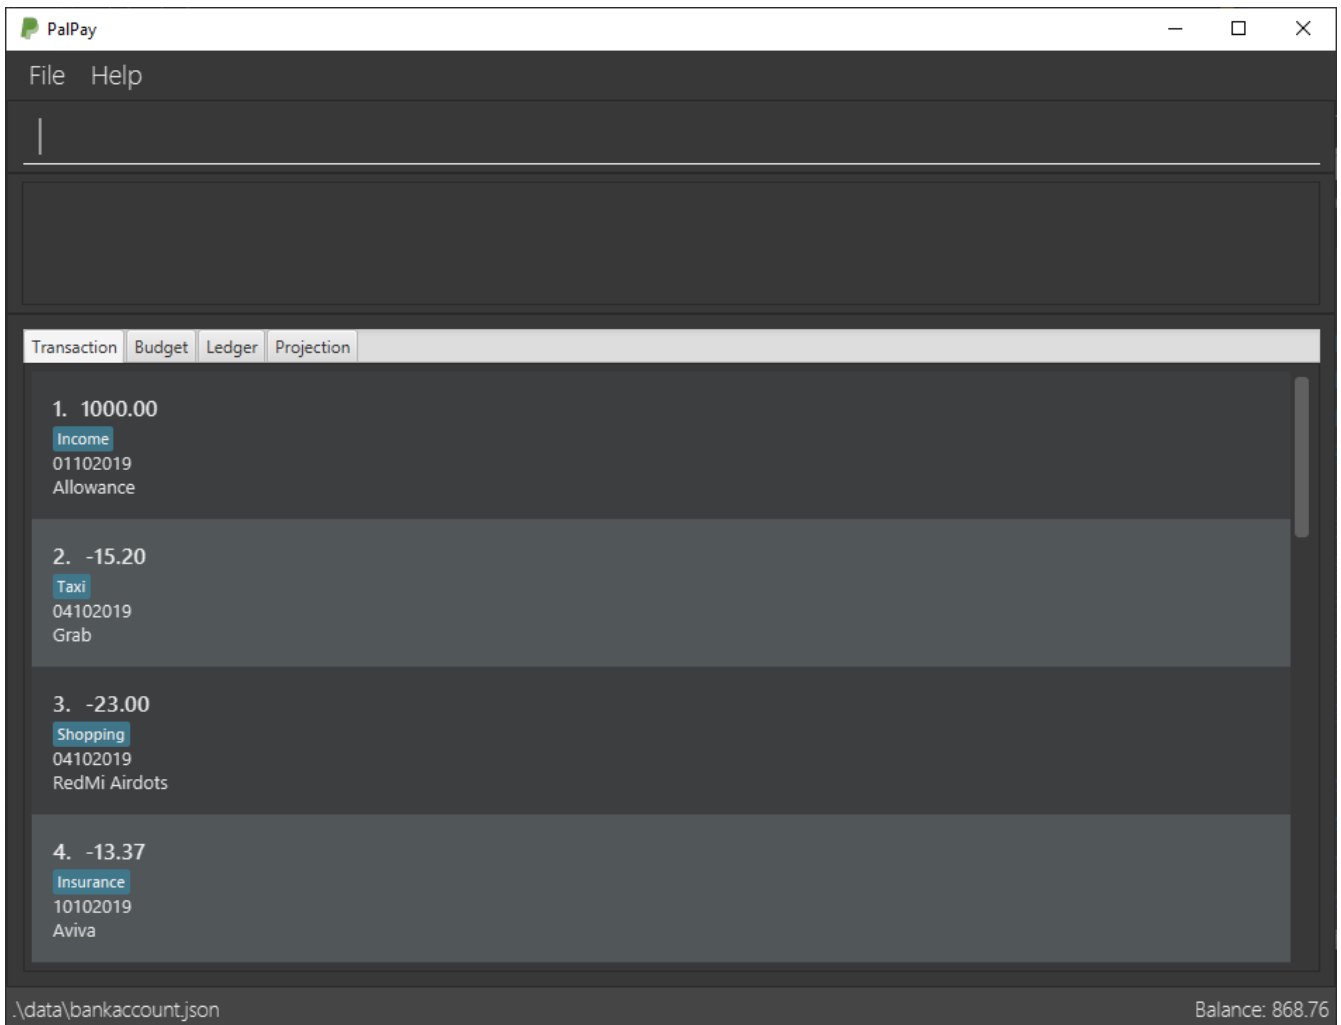 PalPay
File Help
Transaction Budget Ledger Projection
1. 1000.00
Income
01102019
Allowance
2. -15.20
Taxi
04102019
Grab
3. -23.00
Shopping
04102019
RedMi Airdots
4. -13.37
Insurance
10102019
Aviva
.\data\bankaccount.json Balance: 868.76